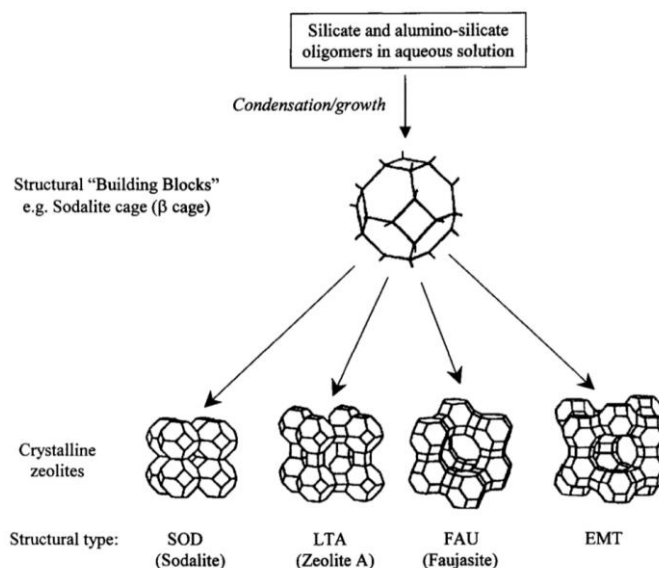 Silicate and alumino-silicate
oligomers in aqueous solution
Condensation/growth
Structural "Building Blocks"
e.g. Sodalite cage (β cage)
Crystalline
zeolites
Structural type:
SOD
(Sodalite)
LTA
(Zeolite A)
FAU
(Faujasite)
EMT